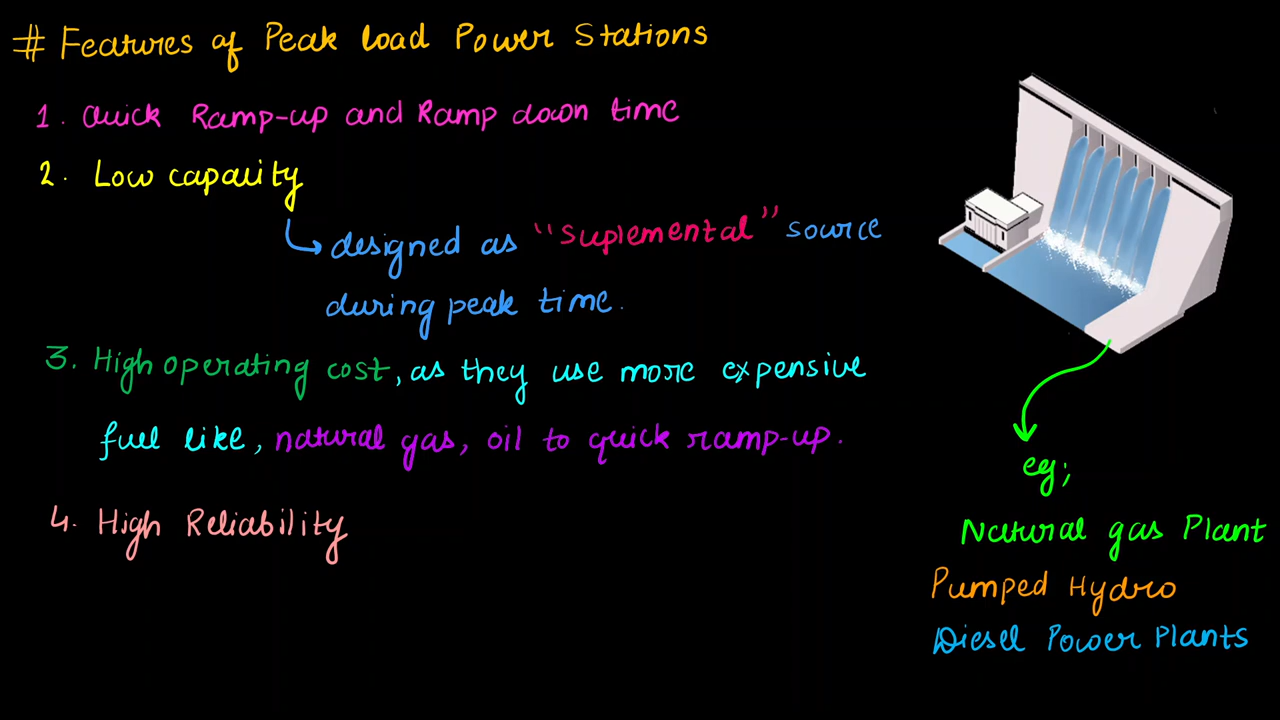 # Features of Peak load Power Stations
1. Quick Ramp-up and Ramp down time
2. Low capacity
designed as "suplemental" source
during peak time.
3. High operating cost, as they use more expensive
fuel like, natural gas, oil to quick ramp-up.
4. High Reliability
eg;
Natural gas Plant
Pumped Hydro
Diesel Power Plants